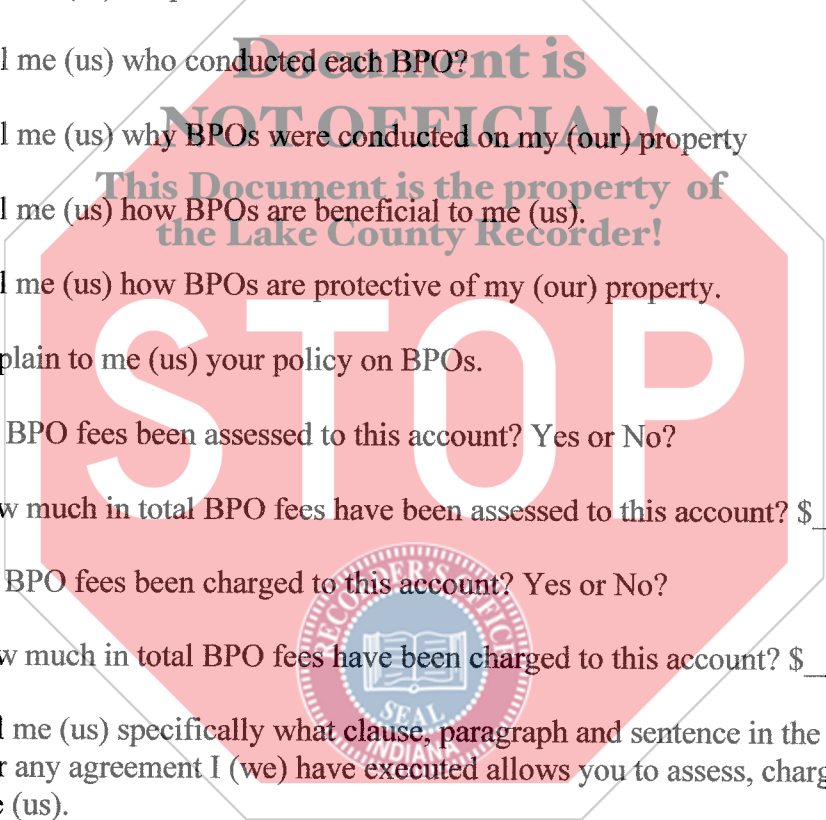 l me (us) who conducted each BPO?
Document is
l me (us) why BPOs were conducted on my (our) property
NOT OFFICIAL!
This Document is the property of
l me (us) how BPOs are beneficial to me (us).
the Lake County Recorder!
l me (us) how BPOs are protective of my (our) property.
STOP
plain to me (us) your policy on BPOs.
BPO fees been assessed to this account? Yes or No?
w much in total BPO fees have been assessed to this account? $_
BPO fees been charged to this account? Yes or No?
w much in total BPO fees have been charged to this account? $_
RECORDER'S OFFICE
SEAL
INDIANA
l me (us) specifically what clause, paragraph and sentence in the
r any agreement I (we) have executed allows you to assess, charg
e (us).